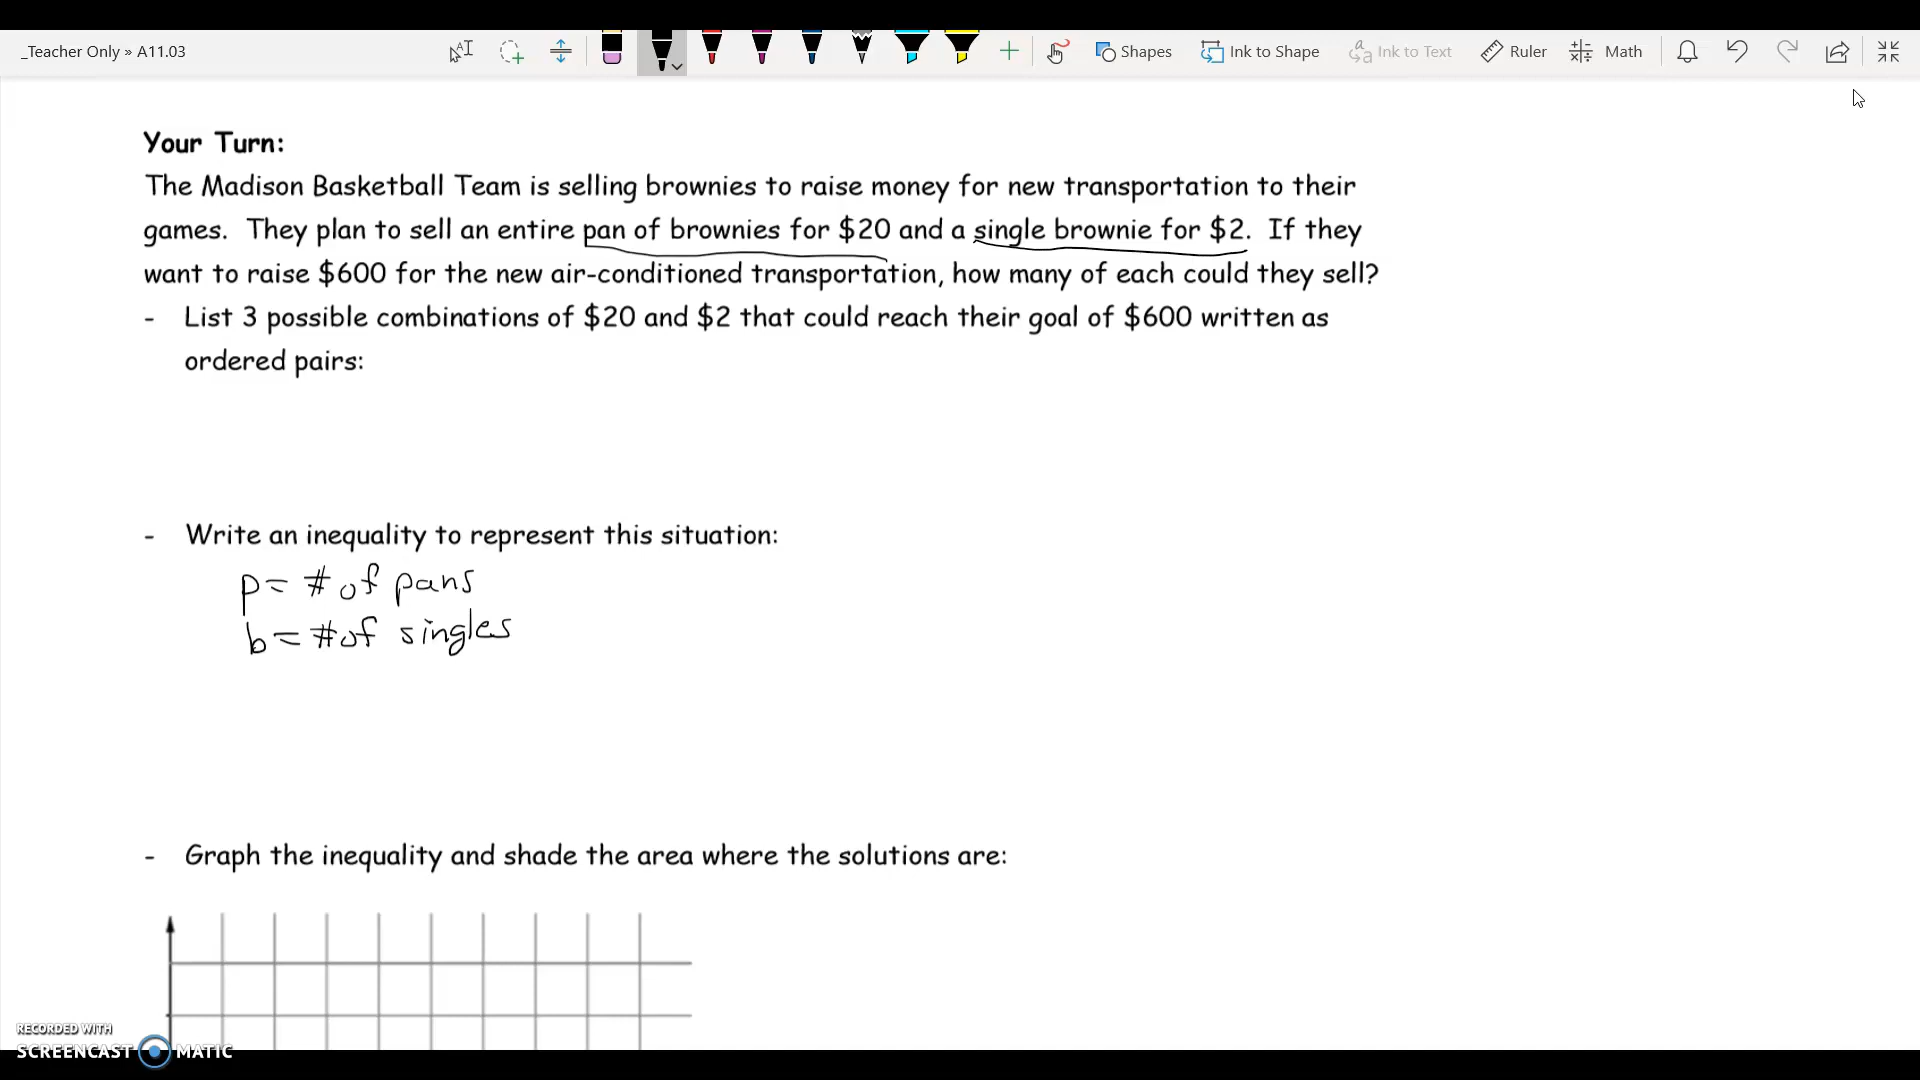 _Teacher Only » A11.03
Shapes
Ink to Shape
Ink to Text
Ruler
Math
Your Turn:
The Madison Basketball Team is selling brownies to raise money for new transportation to their
games. They plan to sell an entire pan of brownies for $20 and a single brownie for $2. If they
want to raise $600 for the new air-conditioned transportation, how many of each could they sell?
- List 3 possible combinations of $20 and $2 that could reach their goal of $600 written as
ordered pairs:
- Write an inequality to represent this situation:
p = # of pans
b = # of singles
- Graph the inequality and shade the area where the solutions are:
RECORDED WITH
SCREENCAST MATIC